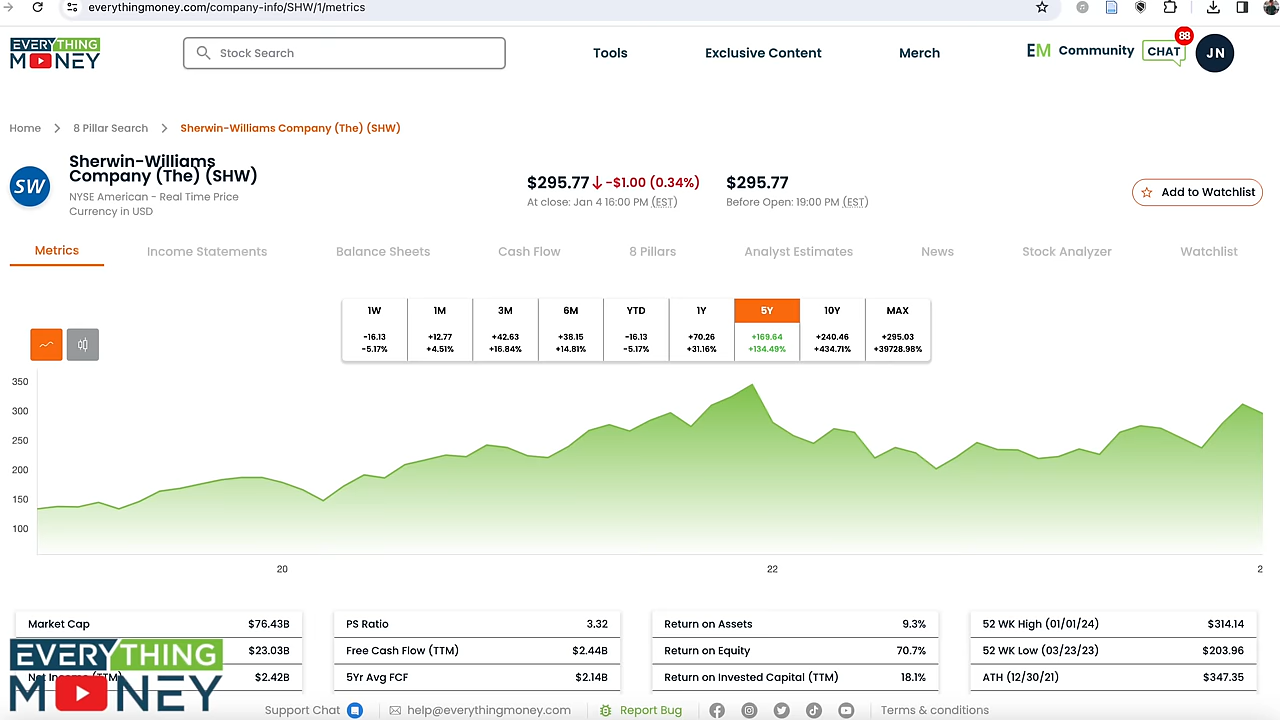 everythingmoney.com/company-info/SHW/1/metrics
EVERYTHING
MONEY
Stock Search
Tools
Exclusive Content
Merch
EM Community
CHAT
88
JN
Home
8 Pillar Search
Sherwin-Williams Company (The) (SHW)
SW
Sherwin-Williams
Company (The) (SHW)
NYSE American - Real Time Price
Currency in USD
$295.77 -$1.00 (0.34%)
At close: Jan 4 16:00 PM (EST)
$295.77
Before Open: 19:00 PM (EST)
Add to Watchlist
Metrics
Income Statements
Balance Sheets
Cash Flow
8 Pillars
Analyst Estimates
News
Stock Analyzer
Watchlist
1W
-16.13
-5.17%
1M
+12.77
+4.51%
3M
+42.63
+16.84%
6M
+38.15
+14.81%
YTD
-16.13
-5.17%
1Y
+70.26
+31.16%
5Y
+169.64
+134.49%
10Y
+240.46
+434.71%
MAX
+295.03
+39728.98%
350
300
250
200
150
100
20
22
2
Market Cap $76.43B
$23.03B
Net Income (TTM) $2.42B
PS Ratio 3.32
Free Cash Flow (TTM) $2.44B
5Yr Avg FCF $2.14B
Return on Assets 9.3%
Return on Equity 70.7%
Return on Invested Capital (TTM) 18.1%
52 WK High (01/01/24) $314.14
52 WK Low (03/23/23) $203.96
ATH (12/30/21) $347.35
EVERYTHING
MONEY
Support Chat
help@everythingmoney.com
Report Bug
Terms & conditions